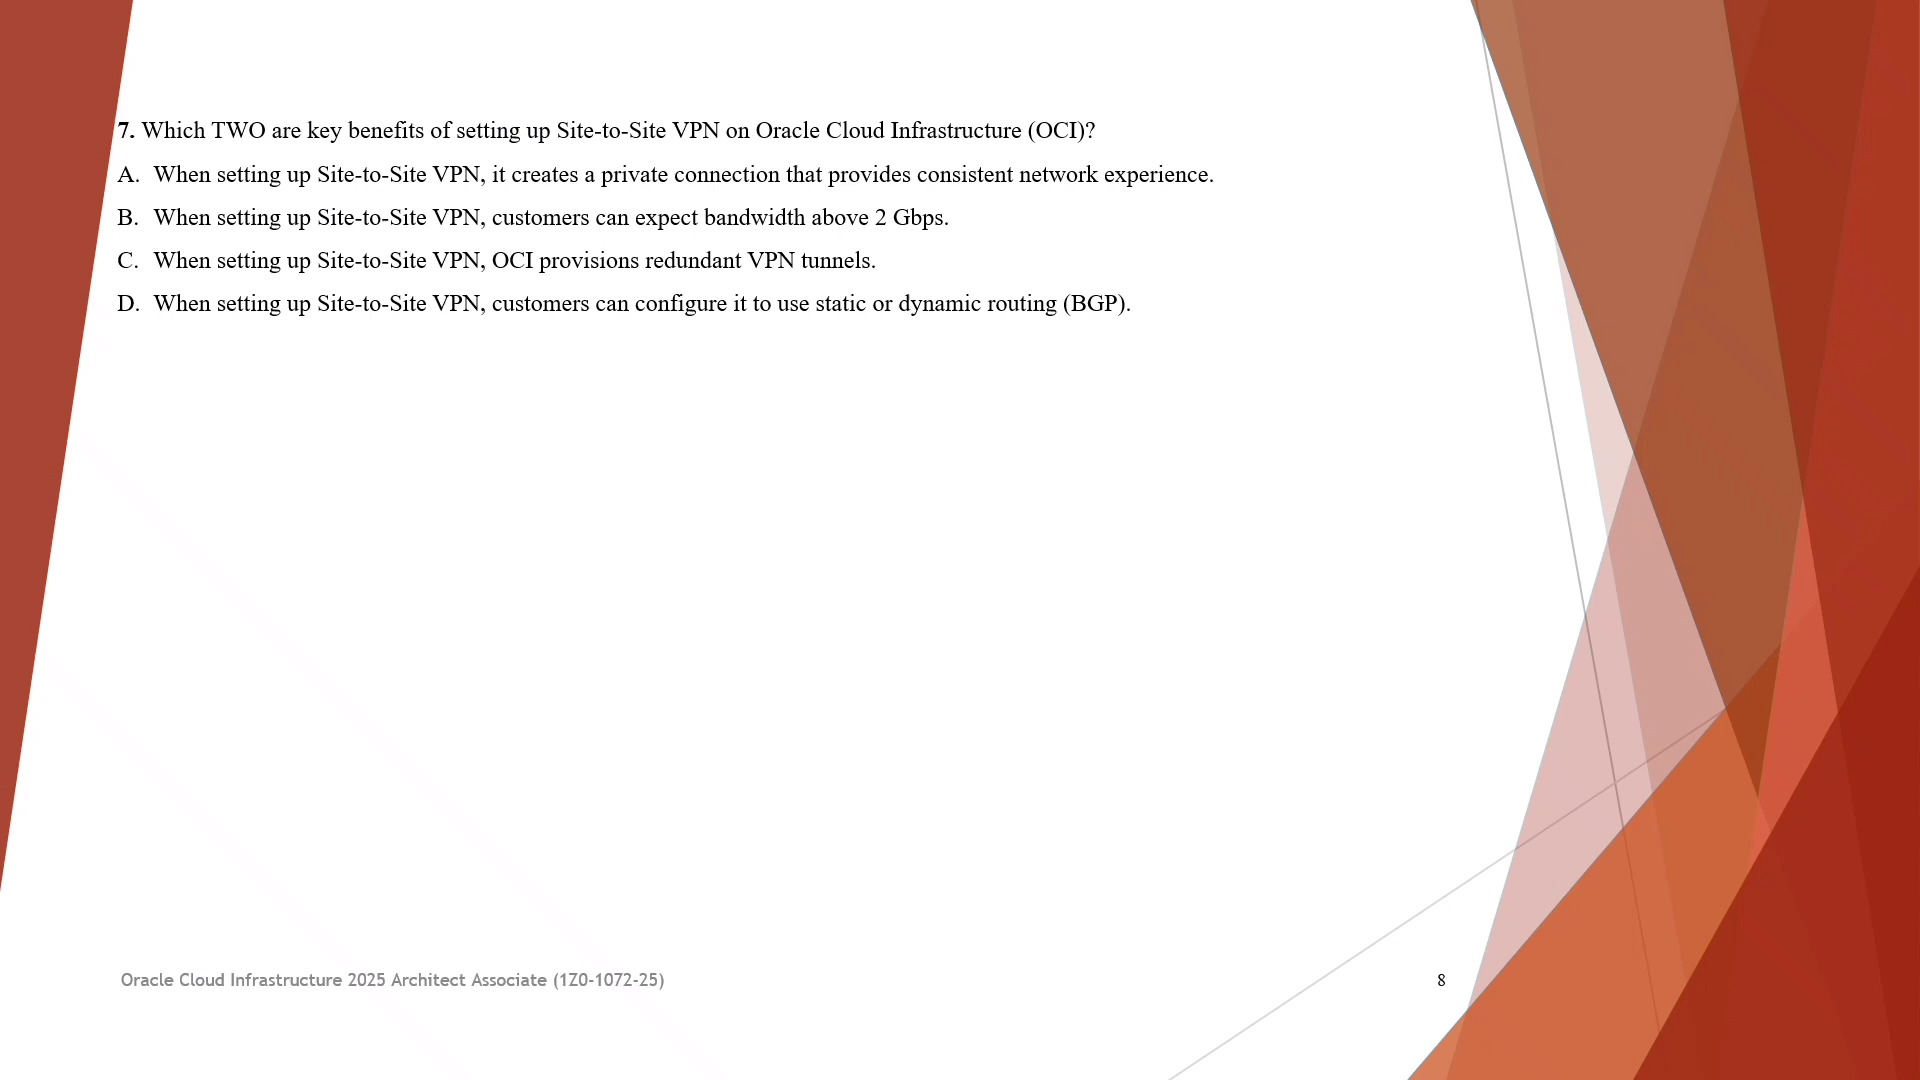 7. Which TWO are key benefits of setting up Site-to-Site VPN on Oracle Cloud Infrastructure (OCI)?
A. When setting up Site-to-Site VPN, it creates a private connection that provides consistent network experience.
B. When setting up Site-to-Site VPN, customers can expect bandwidth above 2 Gbps.
C. When setting up Site-to-Site VPN, OCI provisions redundant VPN tunnels.
D. When setting up Site-to-Site VPN, customers can configure it to use static or dynamic routing (BGP).
Oracle Cloud Infrastructure 2025 Architect Associate (1Z0-1072-25)
8